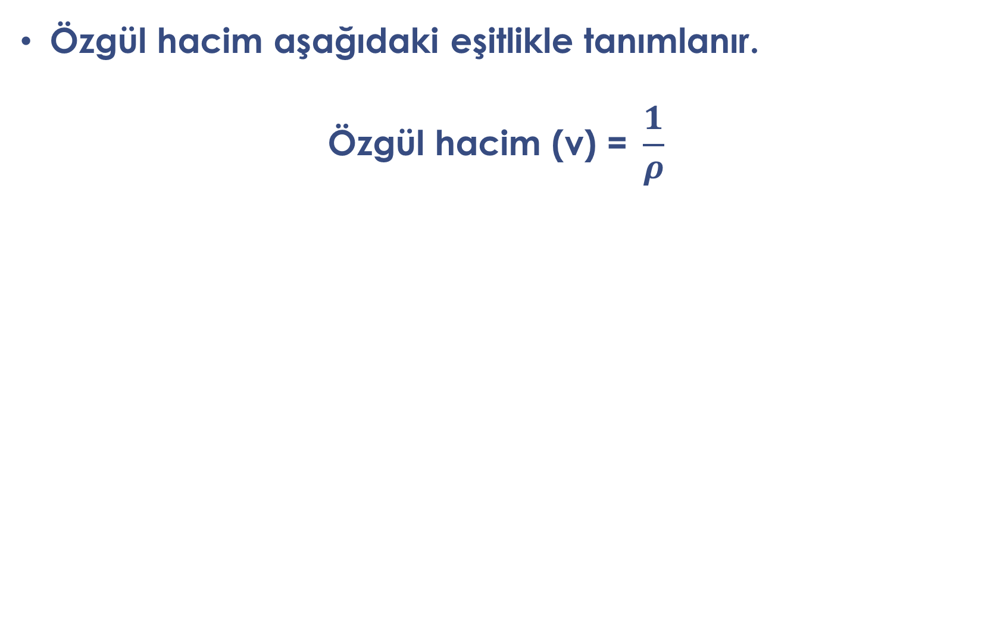 • Özgül hacim aşağıdaki eşitlikle tanımlanır.
Özgül hacim (v) = 1/ρ